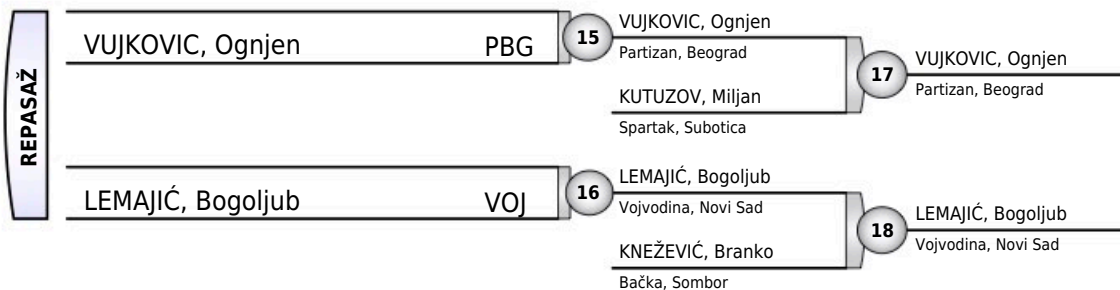 REPASAŽ
VUJKOVIC, Ognjen PBG
15
VUJKOVIC, Ognjen
Partizan, Beograd
KUTUZOV, Miljan
Spartak, Subotica
17
VUJKOVIC, Ognjen
Partizan, Beograd
LEMAJIĆ, Bogoljub VOJ
16
LEMAJIĆ, Bogoljub
Vojvodina, Novi Sad
KNEŽEVIĆ, Branko
Bačka, Sombor
18
LEMAJIĆ, Bogoljub
Vojvodina, Novi Sad